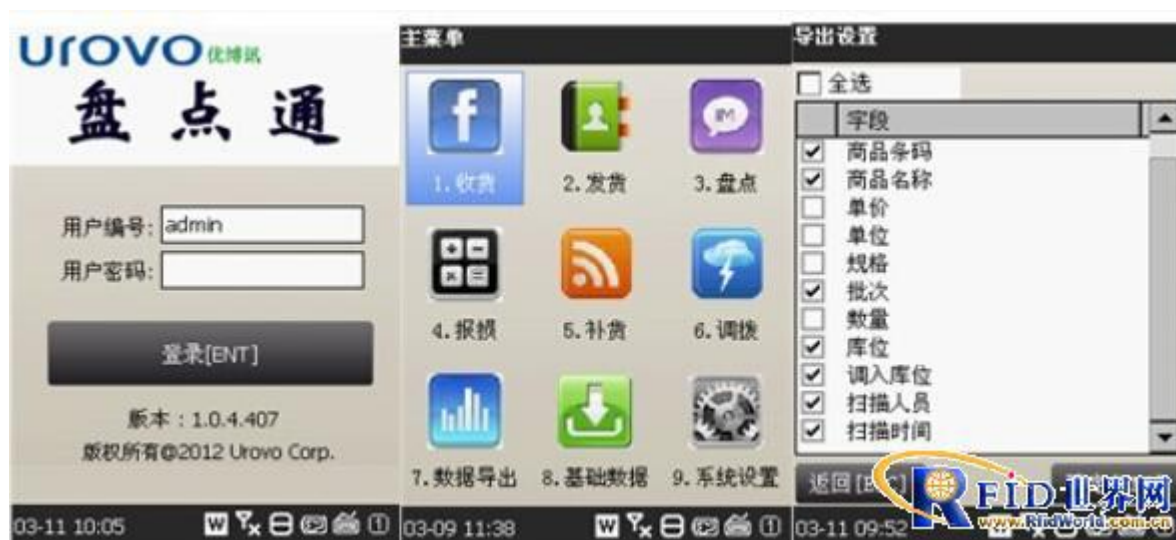 UROVO 优博讯
盘点通
用户编号: admin
用户密码:
登录[ENT]
版本：1.0.4.407
版权所有@2012 Urovo Corp.
03-11 10:05
主菜单
1.收货 2.发货 3.盘点
4.报损 5.补货 6.调拨
7.数据导出 8.基础数据 9.系统设置
03-09 11:38
导出设置
全选
字段
商品条码
商品名称
单价
单位
规格
批次
数量
库位
调入库位
扫描人员
扫描时间
返回
RFID世界网
www.RfidWorld.com.cn
03-11 09:52